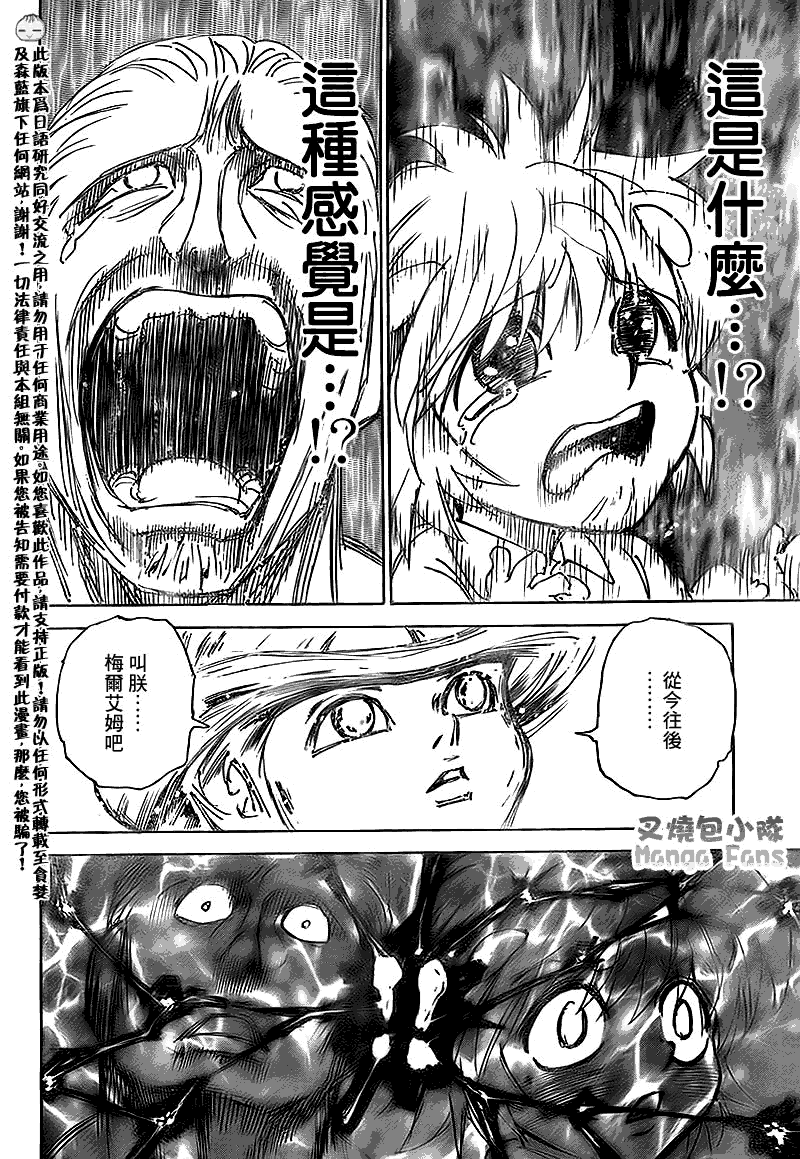 這是什麼…!?
這種感覺是…!?
從今往後
……
叫朕……
梅爾艾姆吧
叉燒包小隊
Manga Fans
此版本爲日語研究同好交流之用，請勿用于任何商業用途。如您喜歡此作品，請支持正版！請勿以任何形式轉載至貪婪
及森藍旗下任何網站，謝謝！一切法律責任與本組無關。如果您被告知需要付款才能看到此漫畫，那麼，您被騙了！